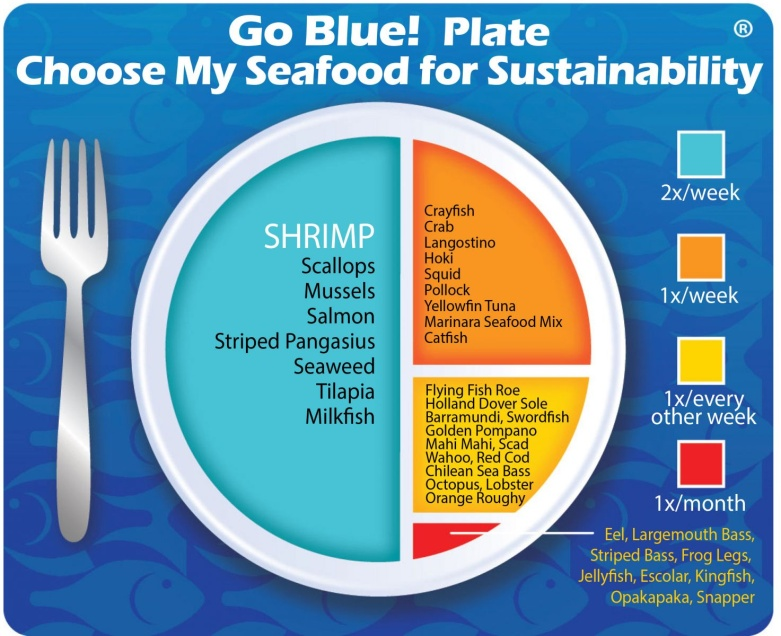 Go Blue! Plate
®
Choose My Seafood for Sustainability
SHRIMP
Scallops
Mussels
Salmon
Striped Pangasius
Seaweed
Tilapia
Milkfish
Crayfish
Crab
Langostino
Hoki
Squid
Pollock
Yellowfin Tuna
Marinara Seafood Mix
Catfish
Flying Fish Roe
Holland Dover Sole
Barramundi, Swordfish
Golden Pompano
Mahi Mahi, Scad
Wahoo, Red Cod
Chilean Sea Bass
Octopus, Lobster
Orange Roughy
2x/week
1x/week
1x/every
other week
1x/month
Eel, Largemouth Bass,
Striped Bass, Frog Legs,
Jellyfish, Escolar, Kingfish,
Opakapaka, Snapper